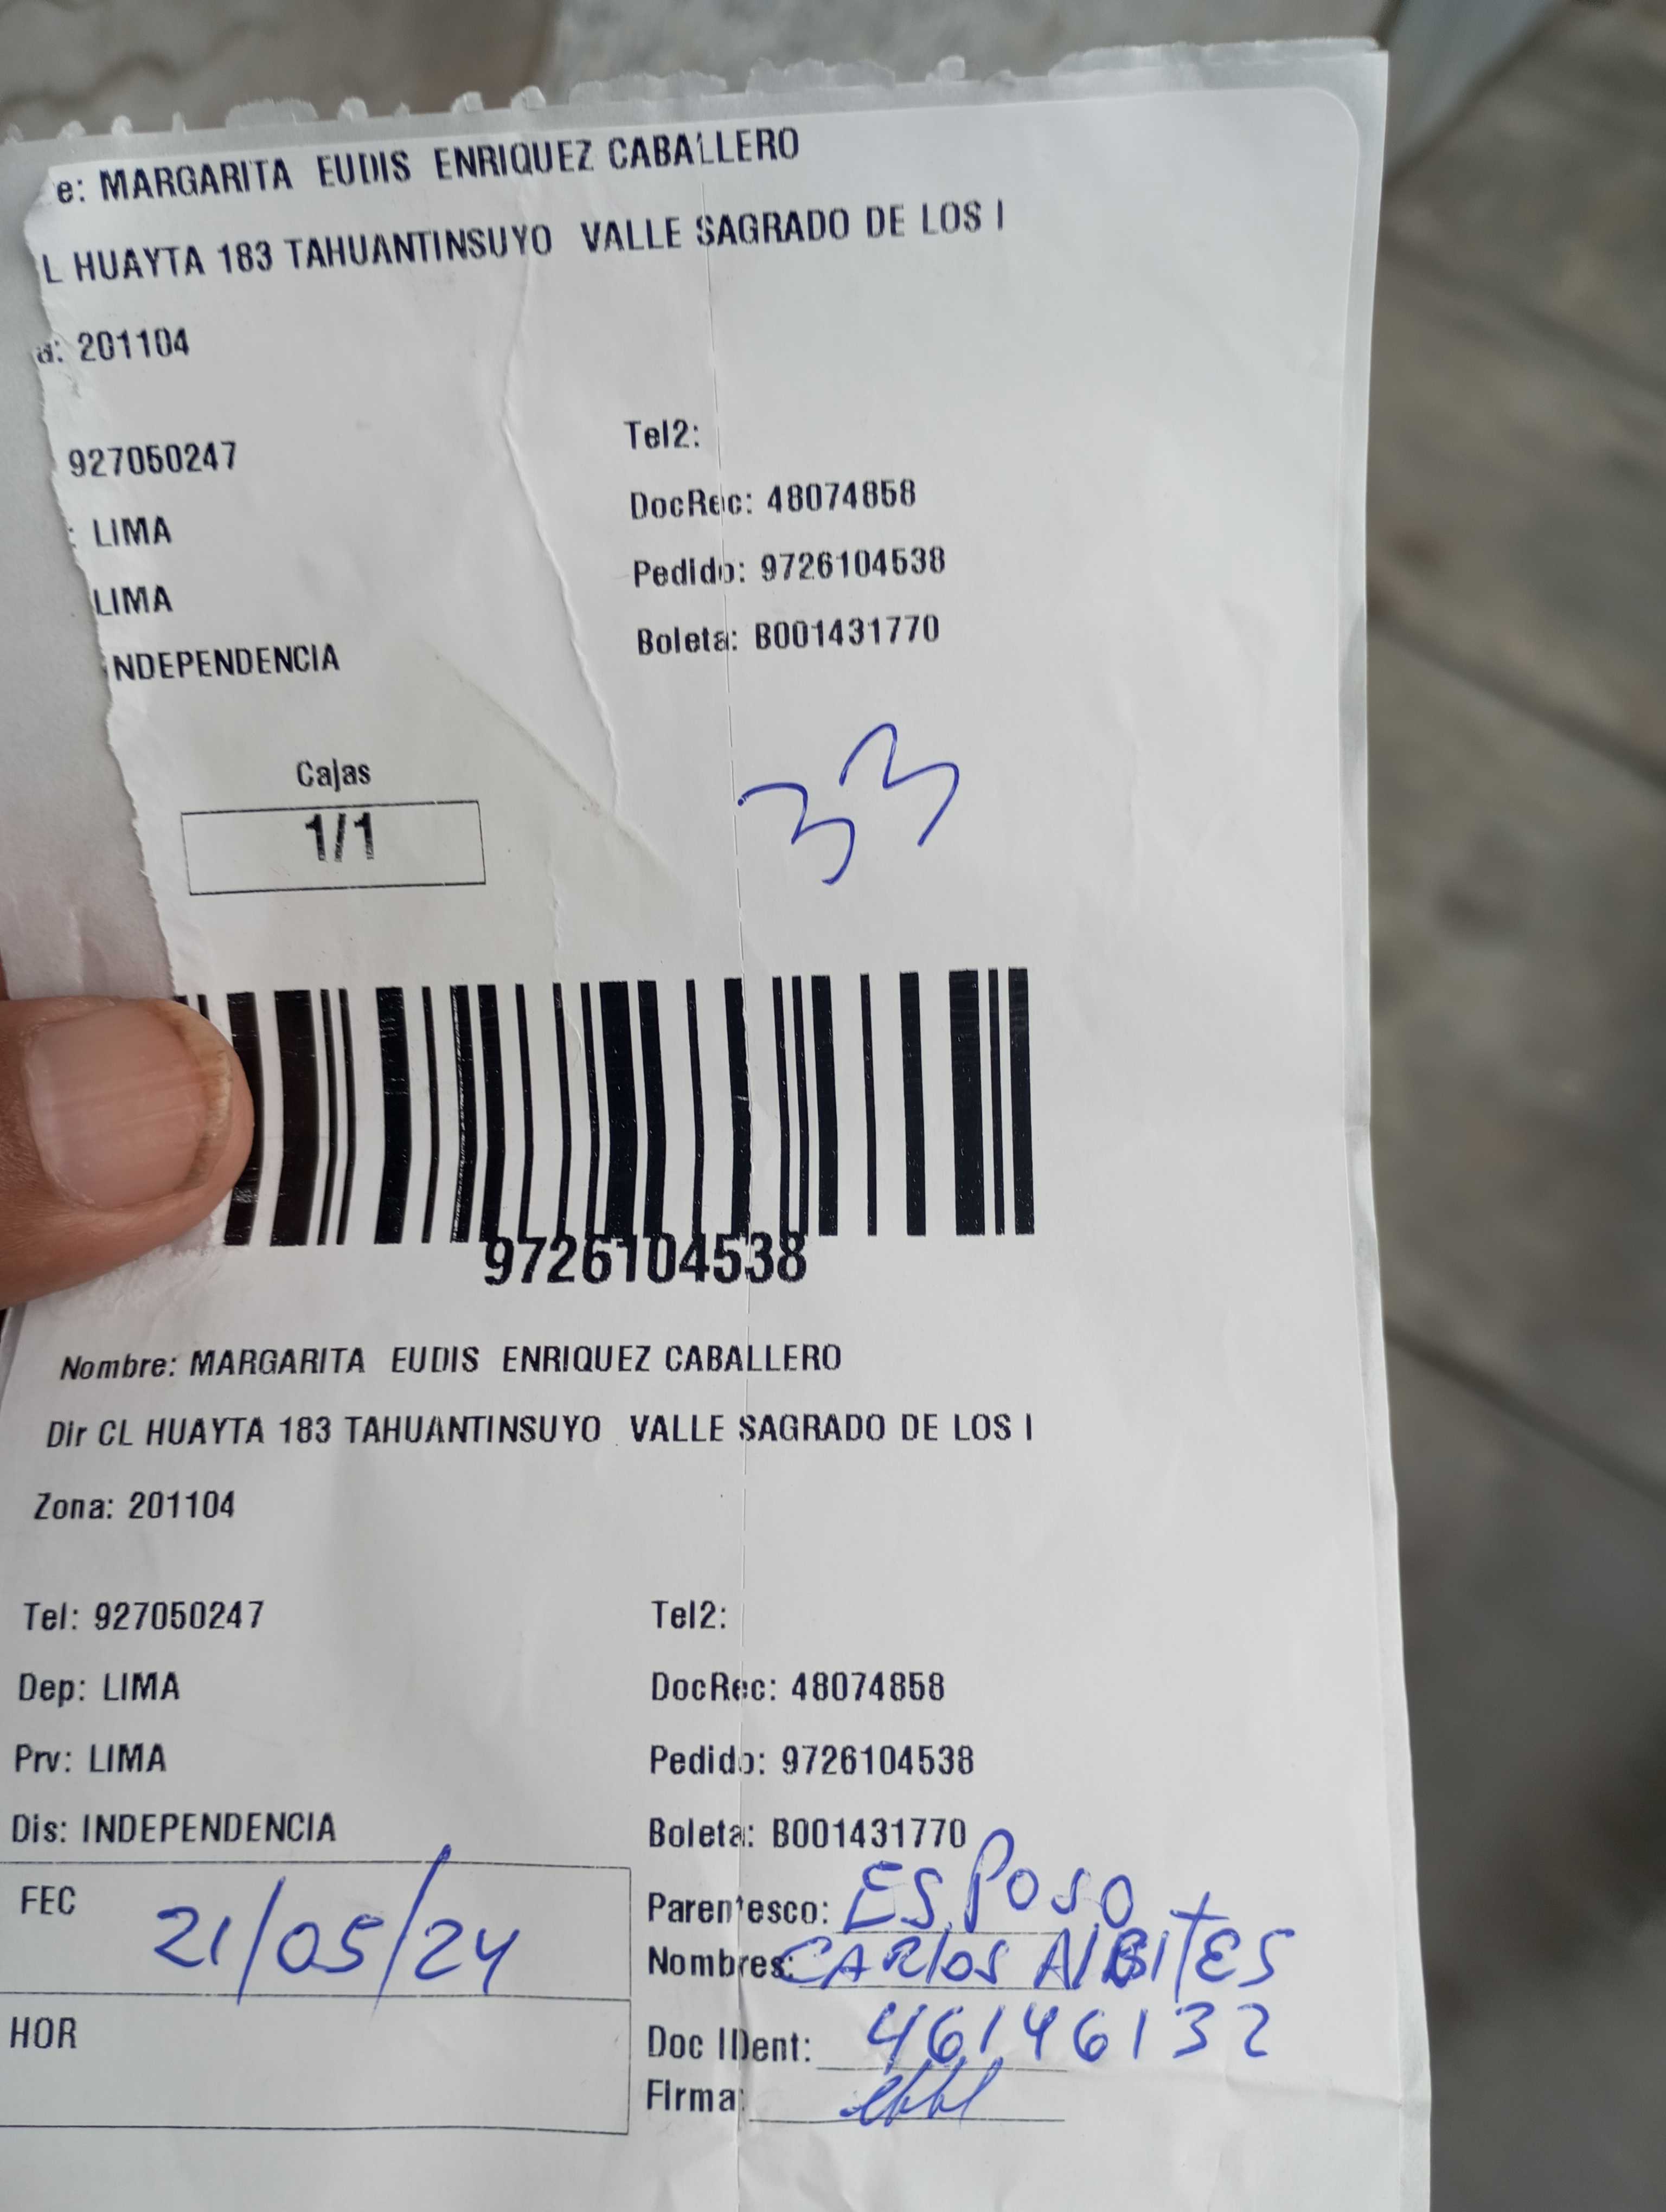 e: MARGARITA EUDIS ENRIQUEZ CABALLERO
L HUAYTA 183 TAHUANTINSUYO VALLE SAGRADO DE LOS I
a: 201104
927050247 Tel2:
: LIMA DocRec: 48074858
LIMA Pedido: 9726104538
NDEPENDENCIA Boleta: B001431770
Cajas
1/1
33
9726104538
Nombre: MARGARITA EUDIS ENRIQUEZ CABALLERO
Dir CL HUAYTA 183 TAHUANTINSUYO VALLE SAGRADO DE LOS I
Zona: 201104
Tel: 927050247 Tel2:
Dep: LIMA DocRec: 48074858
Prv: LIMA Pedido: 9726104538
Dis: INDEPENDENCIA Boleta: B001431770
FEC 21/05/24 Parentesco: ESPOSO
Nombres: CARlos AlBItES
HOR Doc IDent: 46146132
Firma: